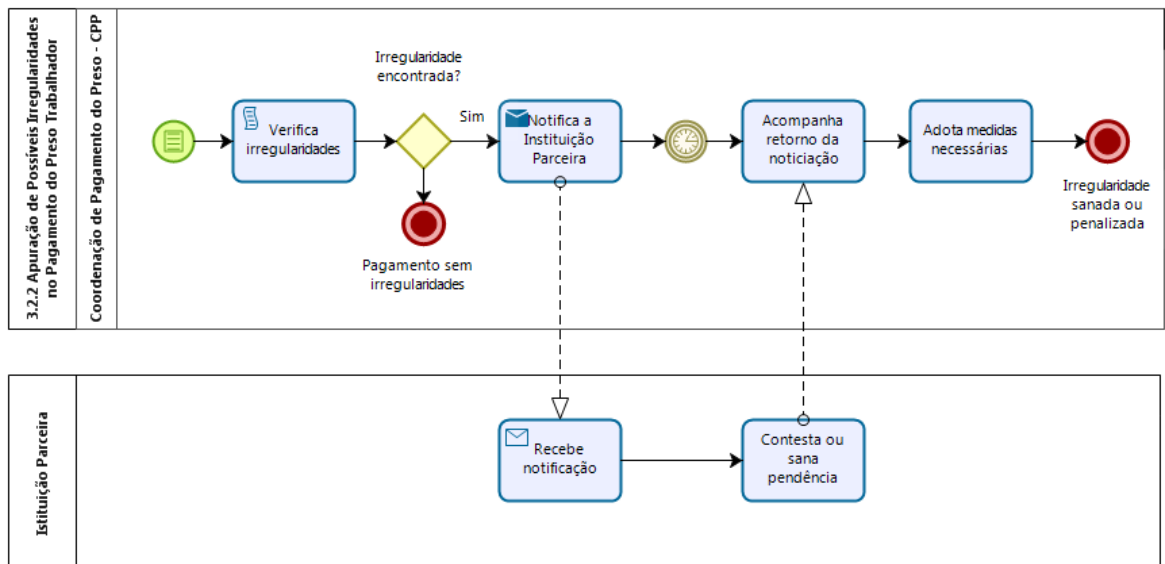 3.2.2 Apuração de Possíveis Irregularidades
no Pagamento do Preso Trabalhador
Coordenação de Pagamento do Preso - CPP
Irregularidade
encontrada?
Verifica
irregularidades
Sim
Notifica a
Instituição
Parceira
Acompanha
retorno da
noticiação
Adota medidas
necessárias
Irregularidade
sanada ou
penalizada
Pagamento sem
irregularidades
Istituição Parceira
Recebe
notificação
Contesta ou
sana
pendência